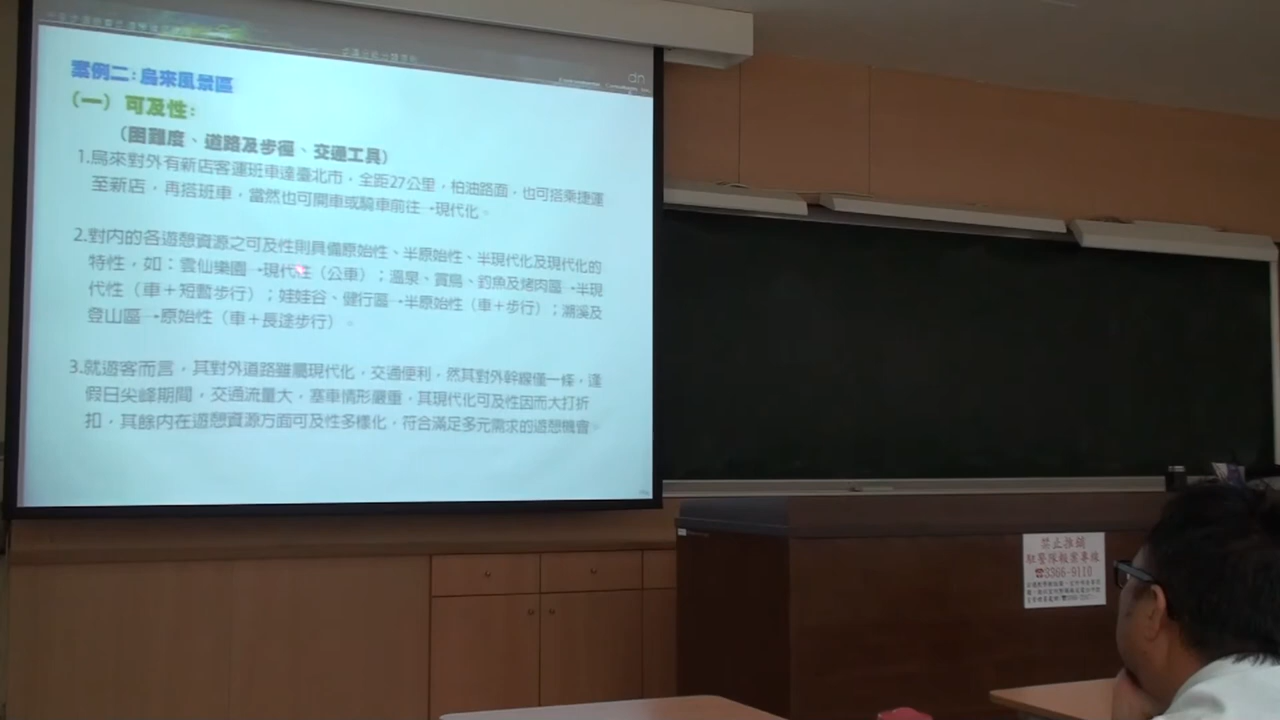 案例二：烏來風景區
（一）可及性：
（困難度、道路及步徑、交通工具）
1.烏來對外有新店客運班車達臺北市，全距27公里，柏油路面，也可搭乘捷運
至新店，再搭班車，當然也可開車或騎車前往→現代化。
2.對内的各遊憩資源之可及性則具備原始性、半原始性、半現代化及現代化的
特性，如：雲仙樂園→現代性（公車）；溫泉、賞鳥、釣魚及烤肉區→半現
代性（車＋短暫步行）；娃娃谷、健行區→半原始性（車＋步行）；溯溪及
登山區→原始性（車＋長途步行）。
3.就遊客而言，其對外道路雖屬現代化，交通便利，然其對外幹線僅一條，逢
假日尖峰期間，交通流量大，塞車情形嚴重，其現代化可及性因而大打折
扣，其餘内在遊憩資源方面可及性多樣化，符合滿足多元需求的遊憩機會。
禁止推銷
駐警隊報案專線
☎3366-9110